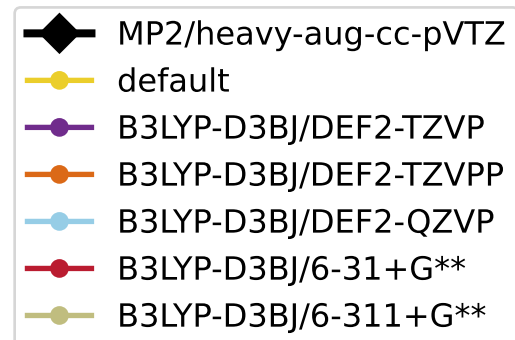 MP2/heavy-aug-cc-pVTZ
default
B3LYP-D3BJ/DEF2-TZVP
B3LYP-D3BJ/DEF2-TZVPP
B3LYP-D3BJ/DEF2-QZVP
B3LYP-D3BJ/6-31+G**
B3LYP-D3BJ/6-311+G**